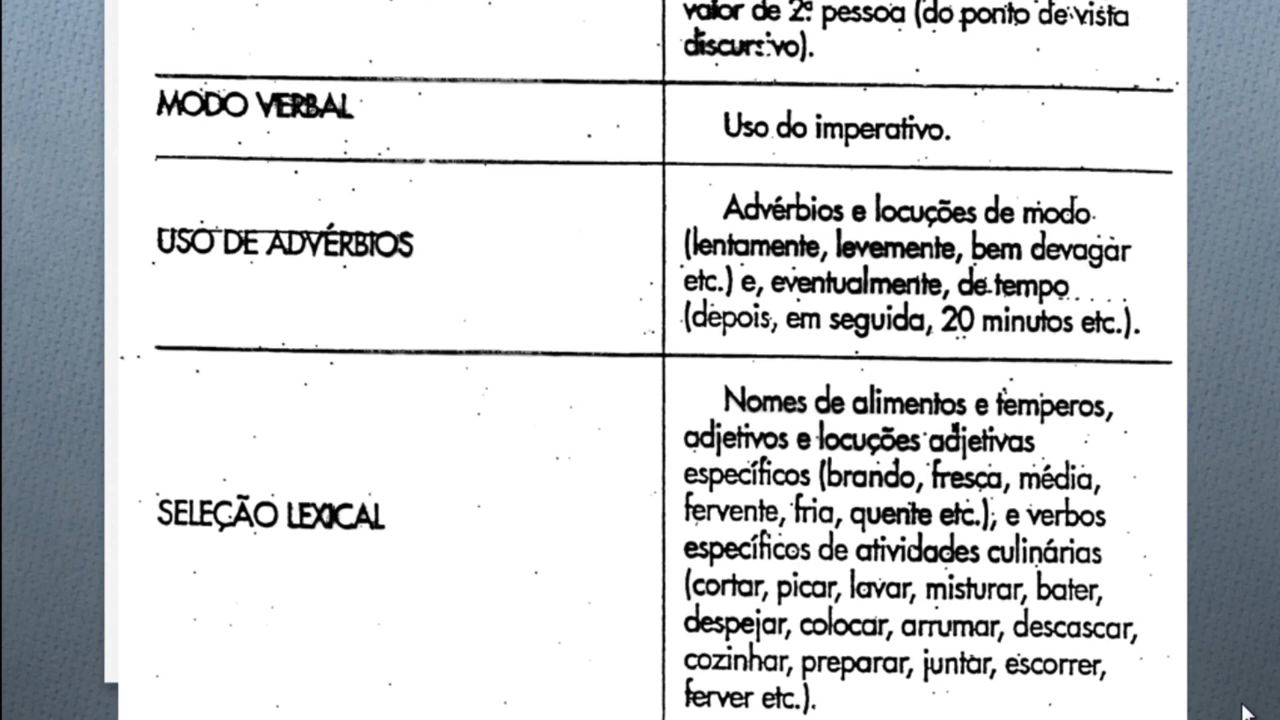 valor de 2ª pessoa (do ponto de vista
discursivo).
MODO VERBAL
Uso do imperativo.
USO DE ADVÉRBIOS
Advérbios e locuções de modo
(lentamente, levemente, bem devagar
etc.) e, eventualmente, de tempo
(depois, em seguida, 20 minutos etc.).
SELEÇÃO LEXICAL
Nomes de alimentos e temperos,
adjetivos e locuções adjetivas
específicos (brando, fresca, média,
fervente, fria, quente etc.); e verbos
específicos de atividades culinárias
(cortar, picar, lavar, misturar, bater,
despejar, colocar, arrumar, descascar,
cozinhar, preparar, juntar, escorrer,
ferver etc.).